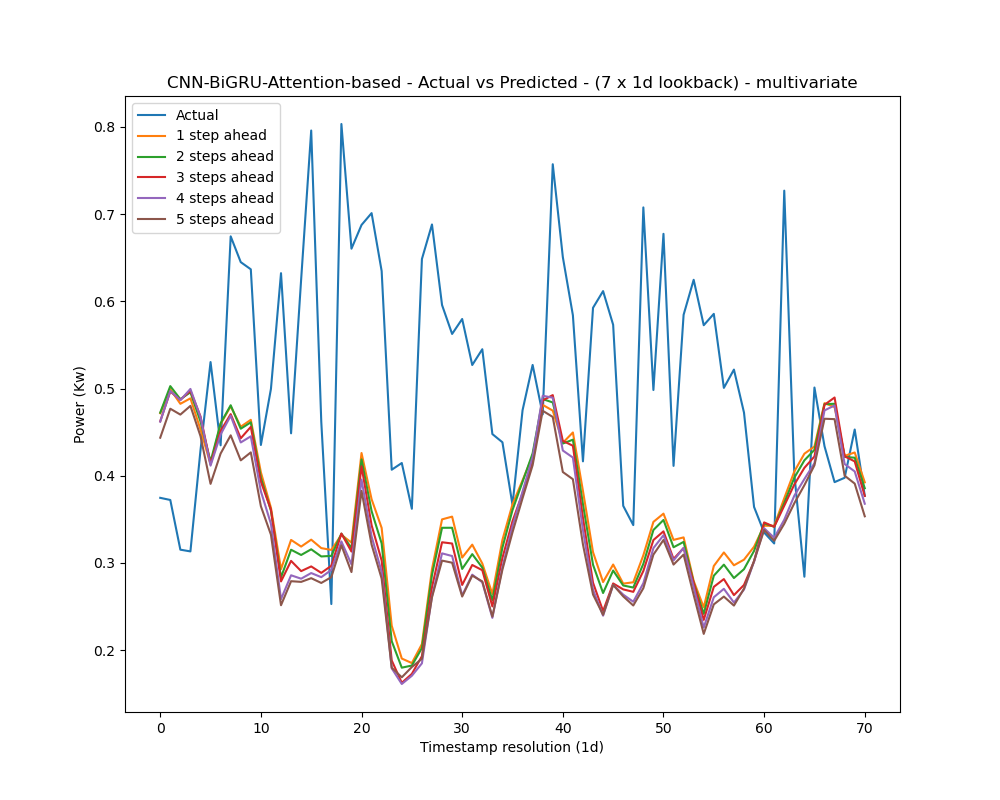 CNN-BiGRU-Attention-based - Actual vs Predicted - (7 x 1d lookback) - multivariate
Actual
1 step ahead
2 steps ahead
3 steps ahead
4 steps ahead
5 steps ahead
0.8
0.7
0.6
0.5
0.4
0.3
0.2
Power (Kw)
0 10 20 30 40 50 60 70
Timestamp resolution (1d)